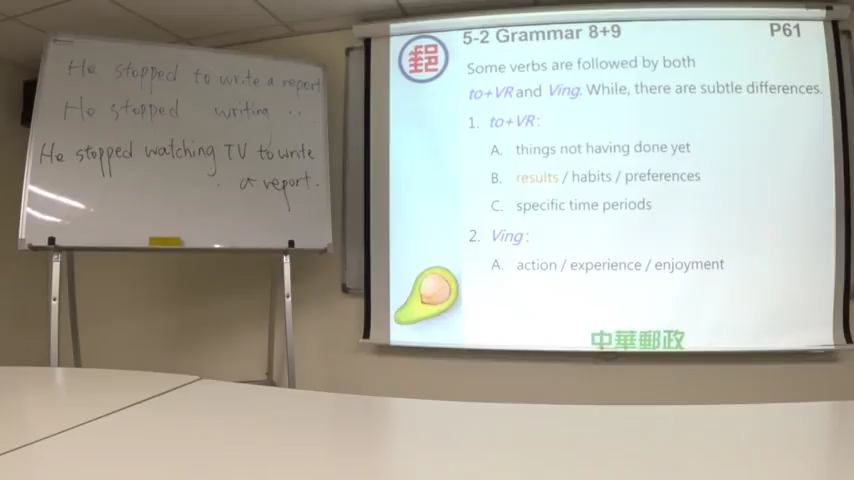 He stopped to write a report
He stopped writing ..
He stopped watching TV to write
a report.
郵
5-2 Grammar 8+9
P61
Some verbs are followed by both
to+VR and Ving. While, there are subtle differences.
1. to+VR:
A. things not having done yet
B. results / habits / preferences
C. specific time periods
2. Ving:
A. action / experience / enjoyment
中華郵政